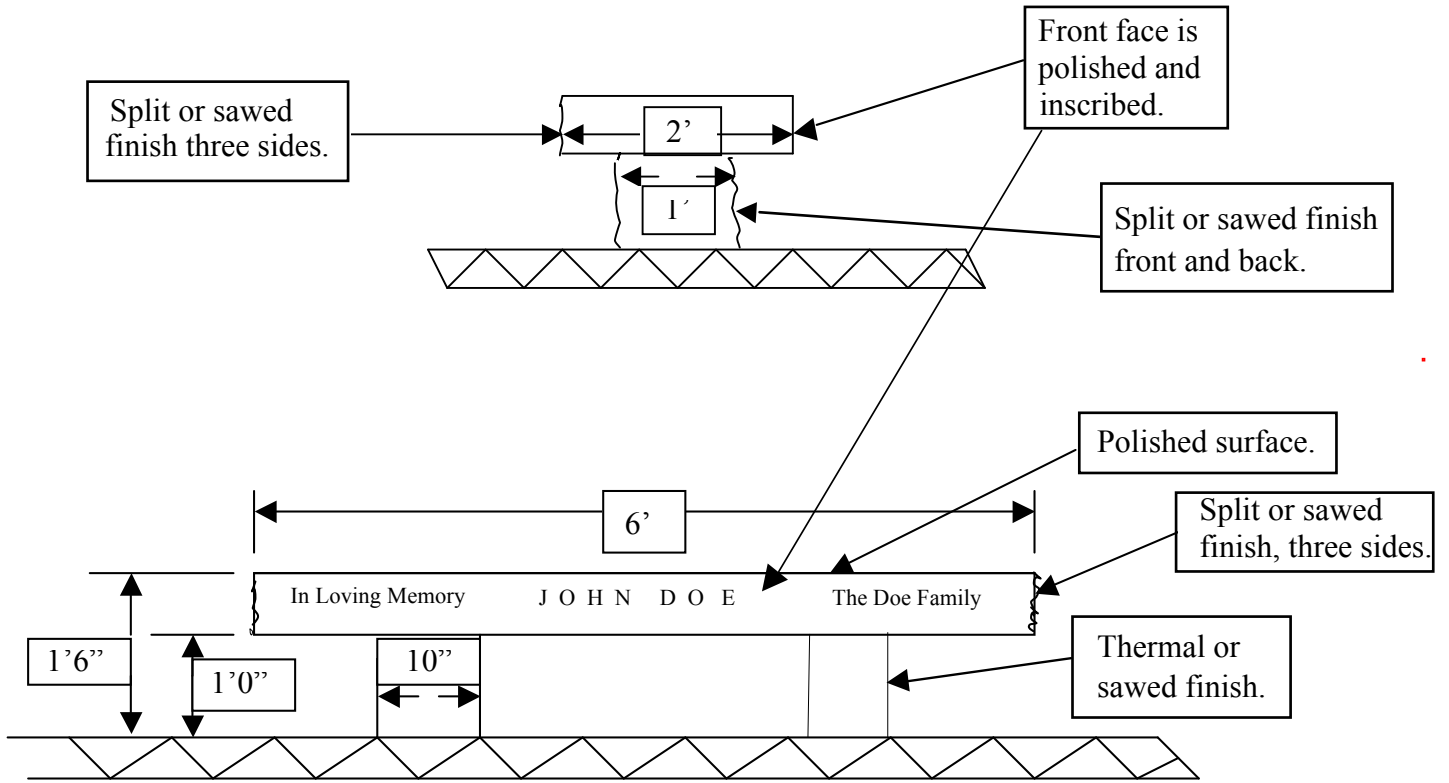 Front face is
polished and
inscribed.
Split or sawed
finish three sides.
2’
1’
Split or sawed finish
front and back.
Polished surface.
6’
Split or sawed
finish, three sides.
In Loving Memory J O H N D O E The Doe Family
1’6”
1’0”
10”
Thermal or
sawed finish.